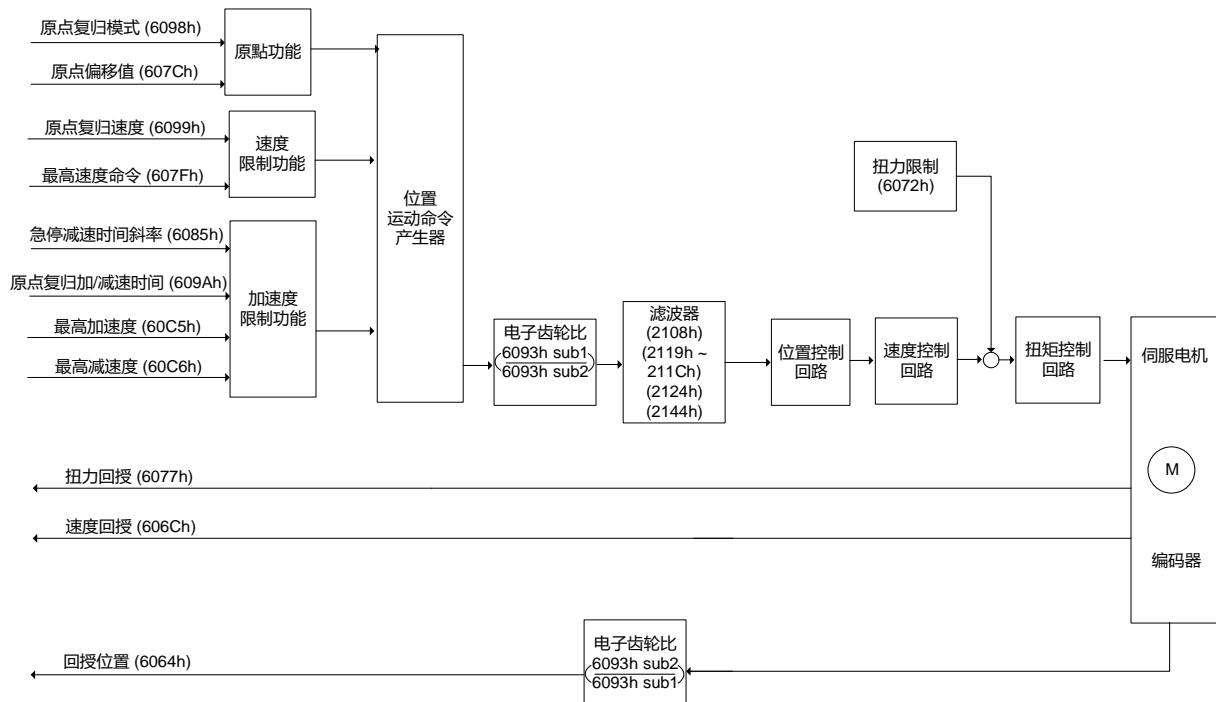 原点复归模式 (6098h)
原点偏移值 (607Ch)
原點功能
原点复归速度 (6099h)
最高速度命令 (607Fh)
速度
限制功能
急停减速时间斜率 (6085h)
原点复归加/减速时间 (609Ah)
最高加速度 (60C5h)
最高减速度 (60C6h)
加速度
限制功能
位置
运动命令
产生器
电子齿轮比
(6093h sub1
6093h sub2)
滤波器
(2108h)
(2119h ~
211Ch)
(2124h)
(2144h)
位置控制
回路
速度控制
回路
扭力限制
(6072h)
扭矩控制
回路
伺服电机
M
编码器
扭力回授 (6077h)
速度回授 (606Ch)
回授位置 (6064h)
电子齿轮比
(6093h sub2
6093h sub1)